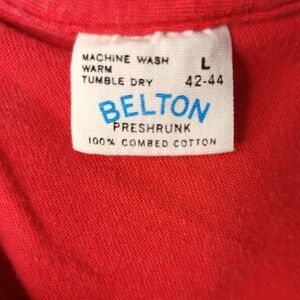 MACHINE WASH
WARM L
TUMBLE DRY 42-44
BELTON
PRESHRUNK
100% COMBED COTTON